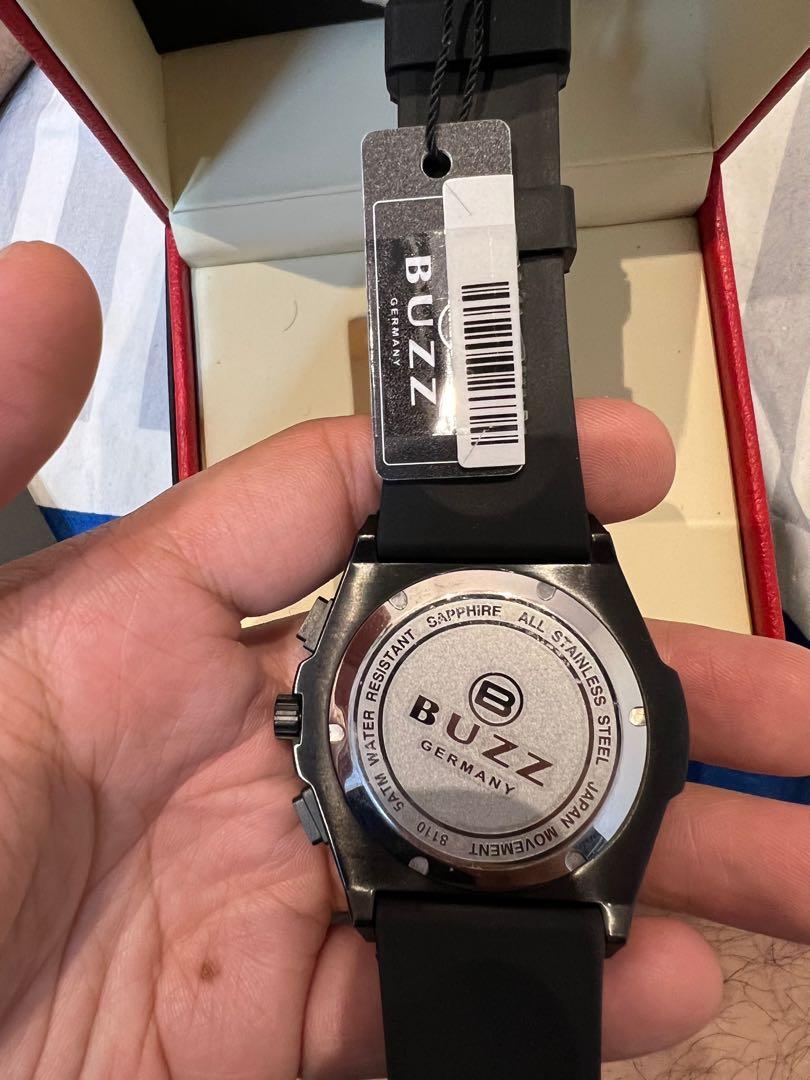 BUZZ
GERMANY
SAPPHIRE ALL STAINLESS STEEL JAPAN MOVEMENT 8110 5ATM WATER RESISTANT
B
BUZZ
GERMANY